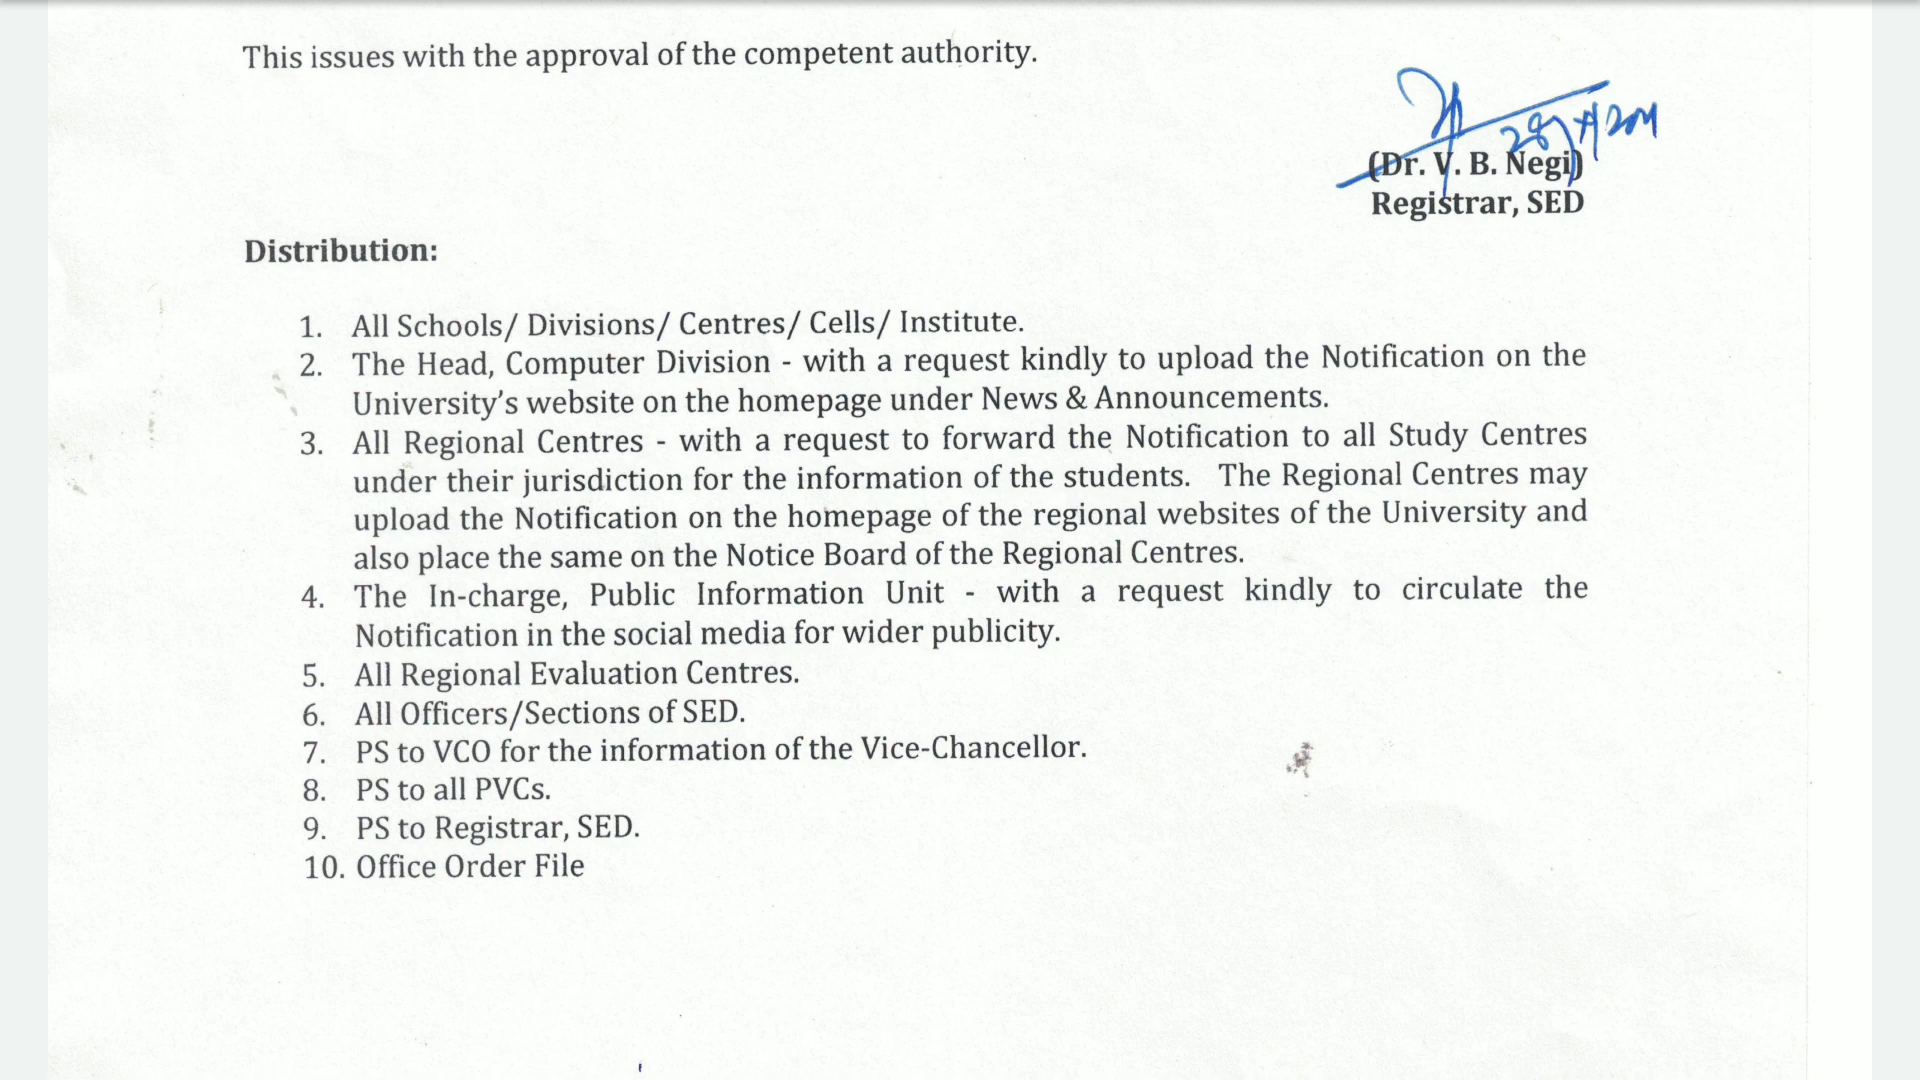 This issues with the approval of the competent authority.
(Dr. V. B. Negi)
Registrar, SED
Distribution:
1. All Schools/ Divisions/ Centres/ Cells/ Institute.
2. The Head, Computer Division - with a request kindly to upload the Notification on the
University’s website on the homepage under News & Announcements.
3. All Regional Centres - with a request to forward the Notification to all Study Centres
under their jurisdiction for the information of the students. The Regional Centres may
upload the Notification on the homepage of the regional websites of the University and
also place the same on the Notice Board of the Regional Centres.
4. The In-charge, Public Information Unit - with a request kindly to circulate the
Notification in the social media for wider publicity.
5. All Regional Evaluation Centres.
6. All Officers/Sections of SED.
7. PS to VCO for the information of the Vice-Chancellor.
8. PS to all PVCs.
9. PS to Registrar, SED.
10. Office Order File